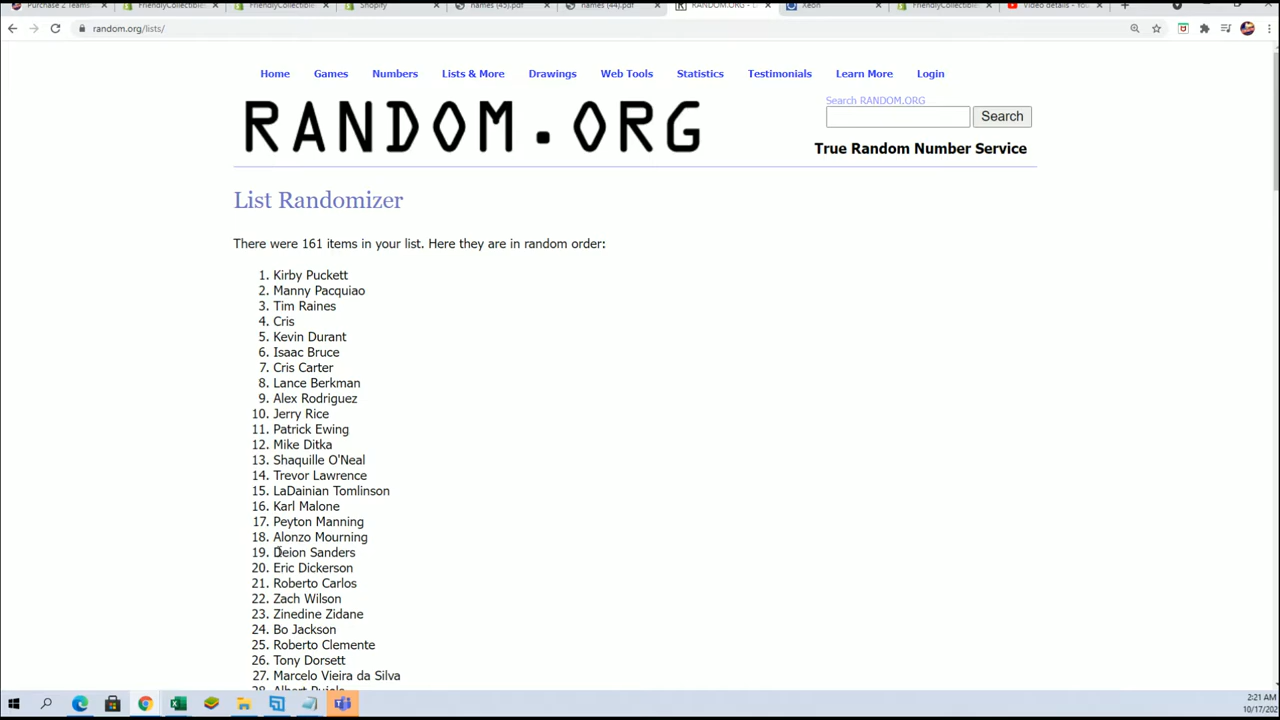 Purchase 2 Teams
FriendlyCollectible
FriendlyCollectible
Shopify
names (45).pdf
names (44).pdf
RANDOM.ORG - L
Xeon
FriendlyCollectible
Video details - You
random.org/lists/
Home Games Numbers Lists & More Drawings Web Tools Statistics Testimonials Learn More Login
RANDOM.ORG
Search RANDOM.ORG
Search
True Random Number Service
List Randomizer
There were 161 items in your list. Here they are in random order:
1. Kirby Puckett
2. Manny Pacquiao
3. Tim Raines
4. Cris
5. Kevin Durant
6. Isaac Bruce
7. Cris Carter
8. Lance Berkman
9. Alex Rodriguez
10. Jerry Rice
11. Patrick Ewing
12. Mike Ditka
13. Shaquille O'Neal
14. Trevor Lawrence
15. LaDainian Tomlinson
16. Karl Malone
17. Peyton Manning
18. Alonzo Mourning
19. Deion Sanders
20. Eric Dickerson
21. Roberto Carlos
22. Zach Wilson
23. Zinedine Zidane
24. Bo Jackson
25. Roberto Clemente
26. Tony Dorsett
27. Marcelo Vieira da Silva
28. Albert Pujols
2:21 AM
10/17/202